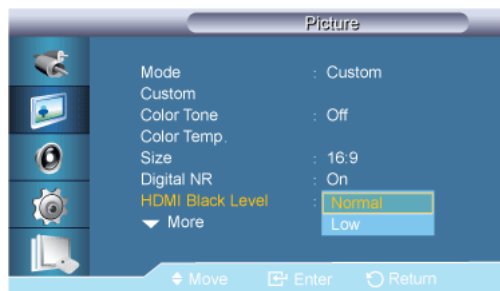 Picture
Mode : Custom
Custom
Color Tone : Off
Color Temp.
Size : 16:9
Digital NR : On
HDMI Black Level : Normal
More Low
Move Enter Return